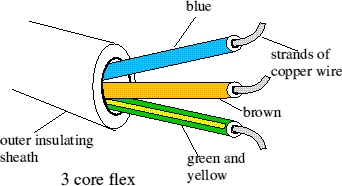 blue
strands of
copper wire
brown
outer insulating
sheath
green and
yellow
3 core flex